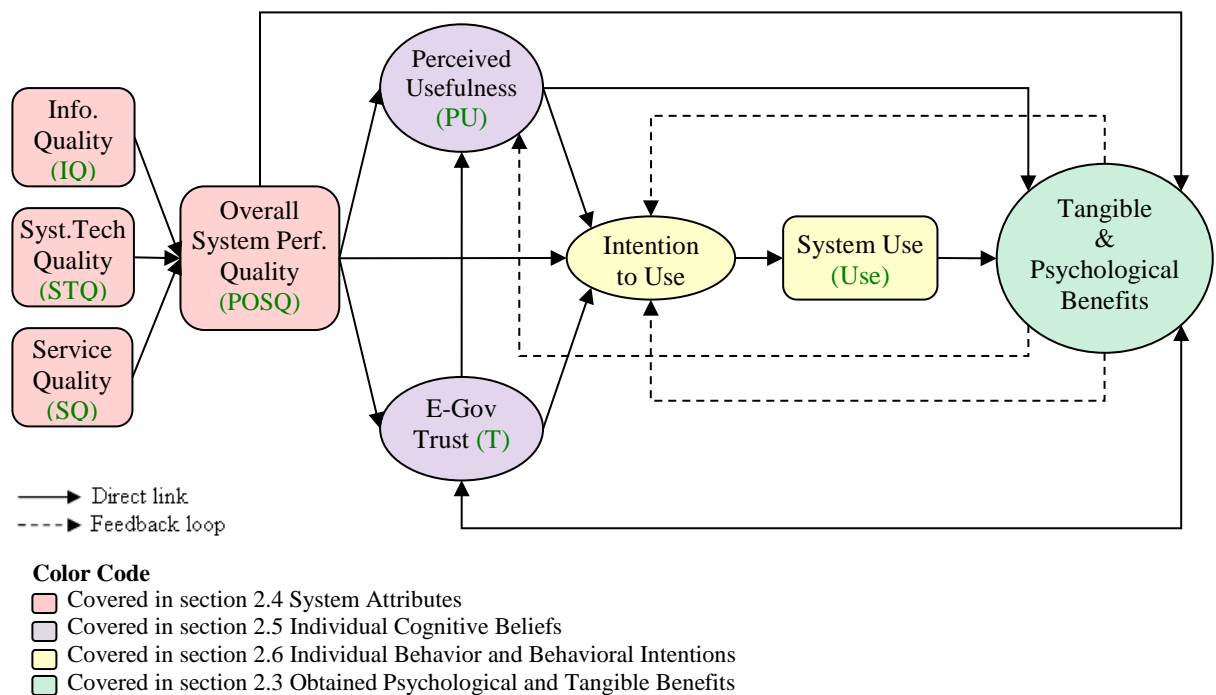 Info.
Quality
(IQ)
Syst.Tech
Quality
(STQ)
Service
Quality
(SQ)
Overall
System Perf.
Quality
(POSQ)
Perceived
Usefulness
(PU)
E-Gov
Trust (T)
Intention
to Use
System Use
(Use)
Tangible
&
Psychological
Benefits
Direct link
Feedback loop
Color Code
Covered in section 2.4 System Attributes
Covered in section 2.5 Individual Cognitive Beliefs
Covered in section 2.6 Individual Behavior and Behavioral Intentions
Covered in section 2.3 Obtained Psychological and Tangible Benefits